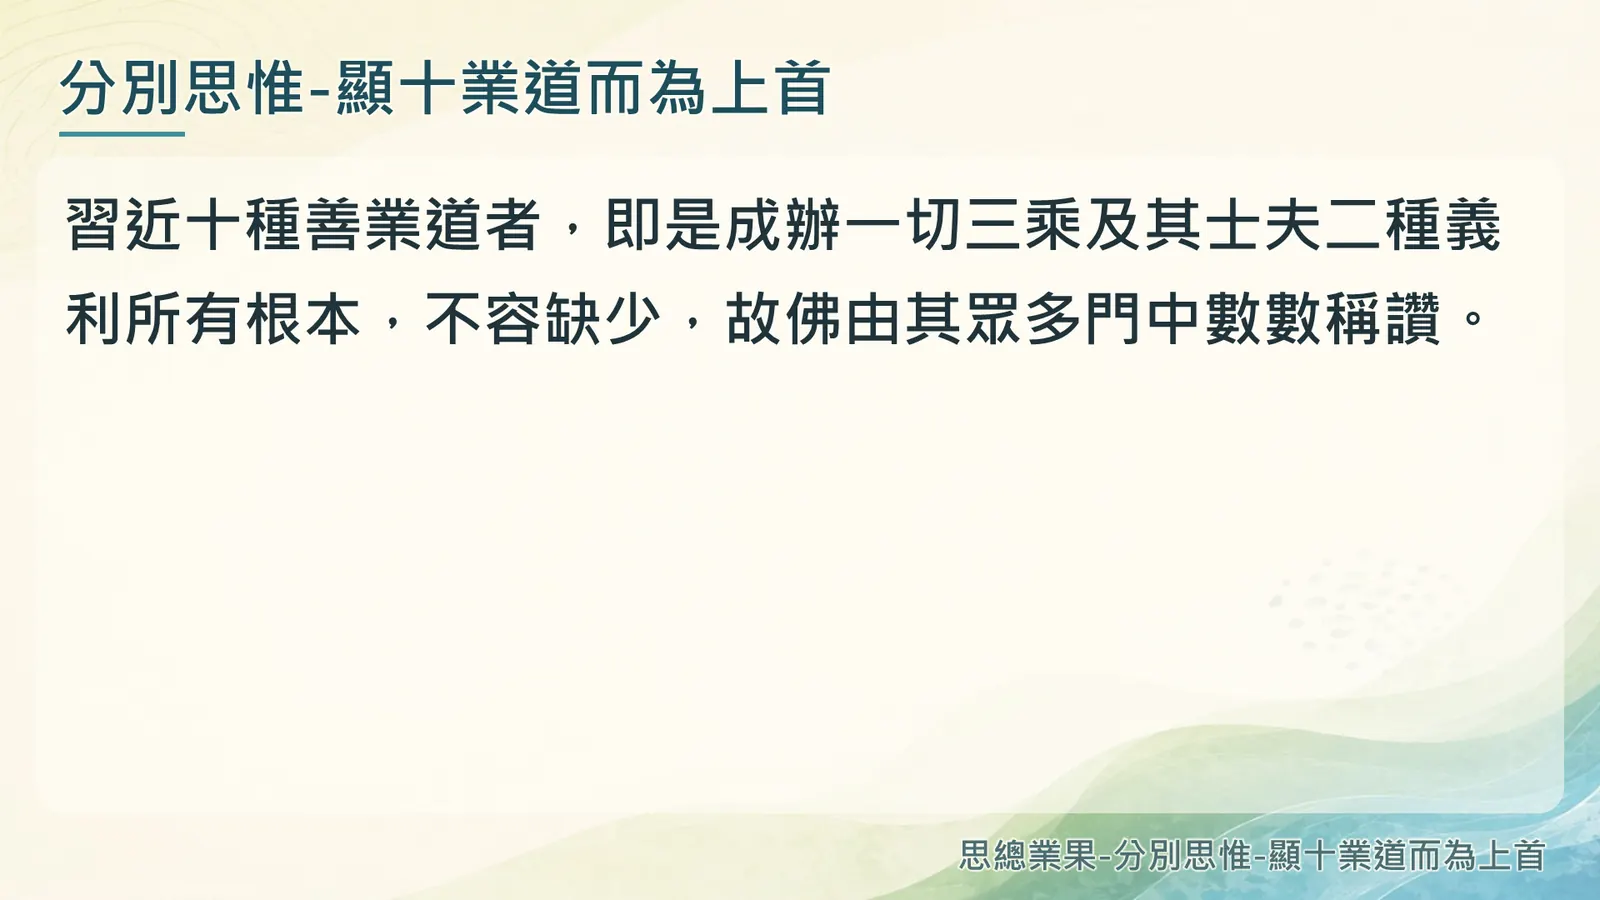 分別思惟-顯十業道而為上首
習近十種善業道者，即是成辦一切三乘及其士夫二種義
利所有根本，不容缺少，故佛由其眾多門中數數稱讚。
思總業果-分別思惟-顯十業道而為上首